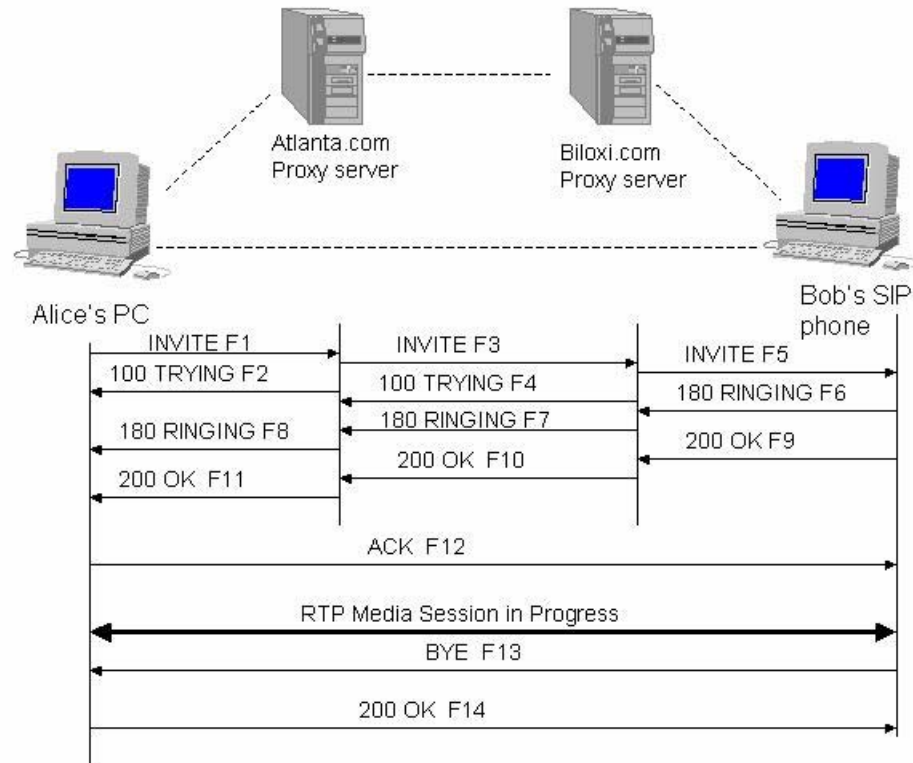 Atlanta.com
Proxy server
Biloxi.com
Proxy server
Alice's PC
Bob's SIP
phone
INVITE F1
INVITE F3
INVITE F5
100 TRYING F2
100 TRYING F4
180 RINGING F6
180 RINGING F7
180 RINGING F8
200 OK F9
200 OK F10
200 OK F11
ACK F12
RTP Media Session in Progress
BYE F13
200 OK F14